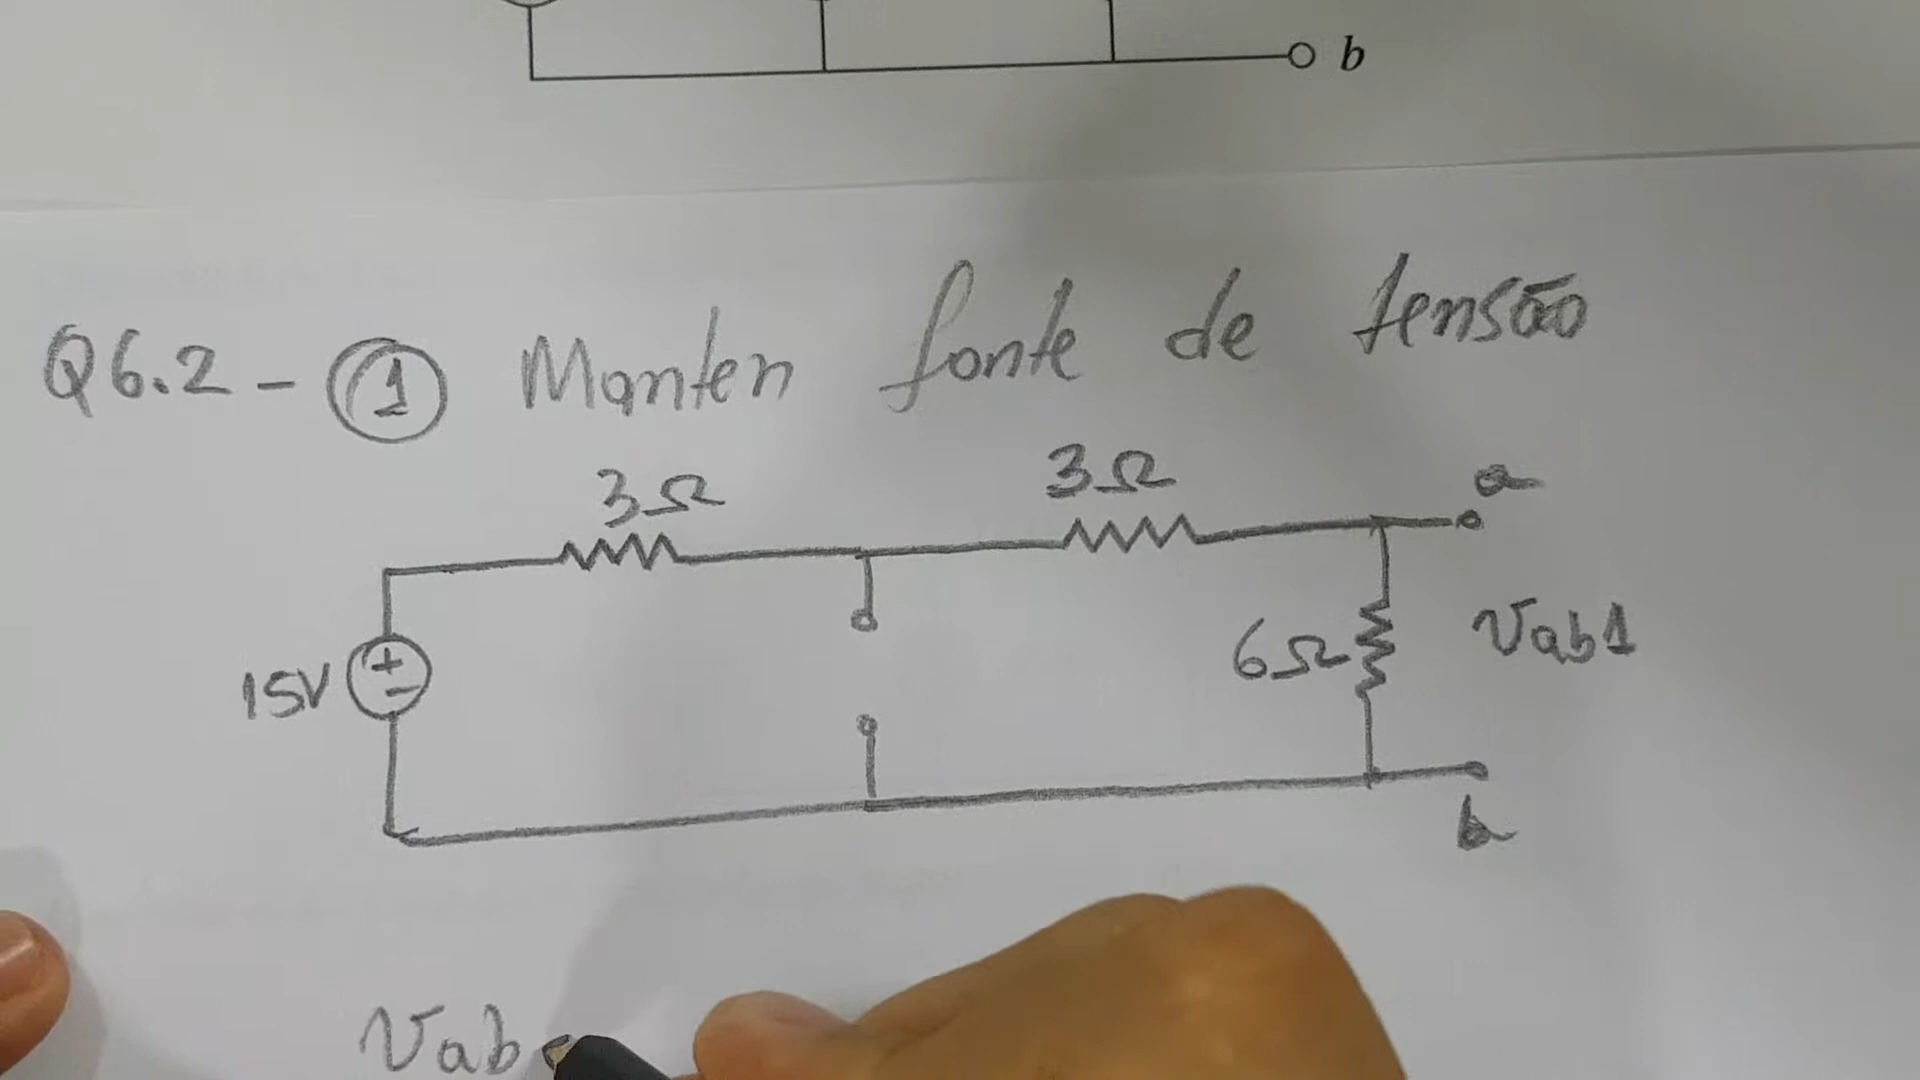 b
Q6.2 - ① Manten fonte de tensão
3Ω 3Ω a
15V + - 6Ω Vab1
b
Vab